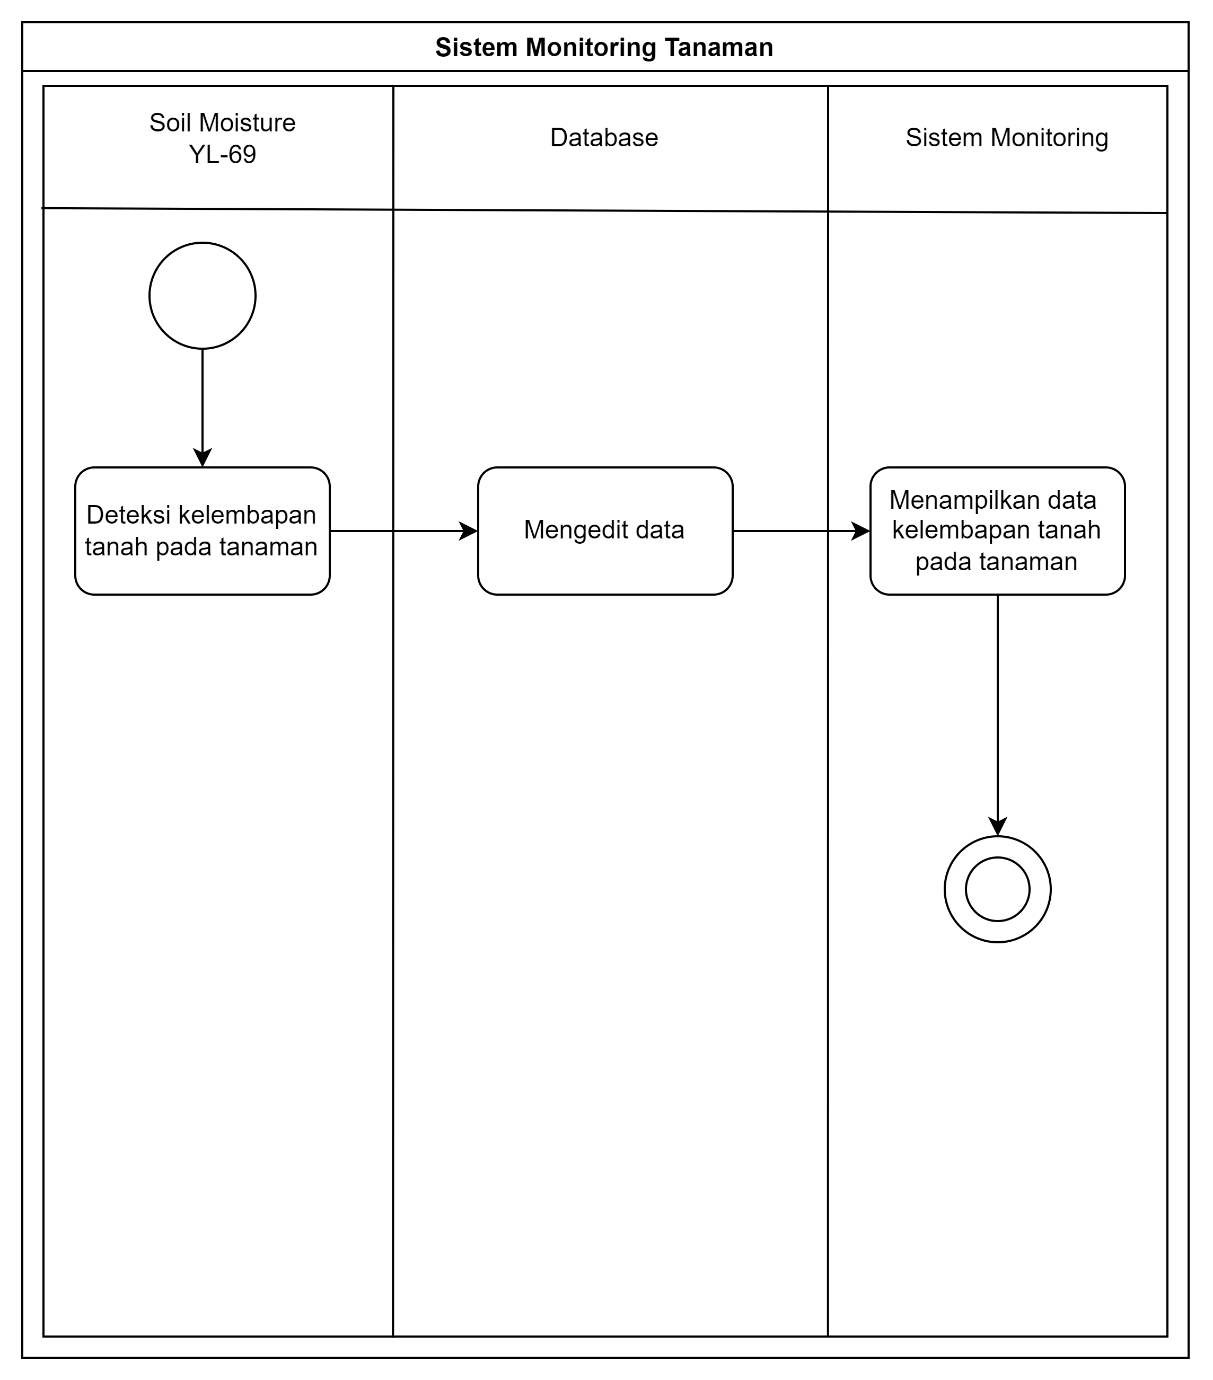 Sistem Monitoring Tanaman
Soil Moisture
YL-69
Database
Sistem Monitoring
Deteksi kelembapan
tanah pada tanaman
Mengedit data
Menampilkan data
kelembapan tanah
pada tanaman